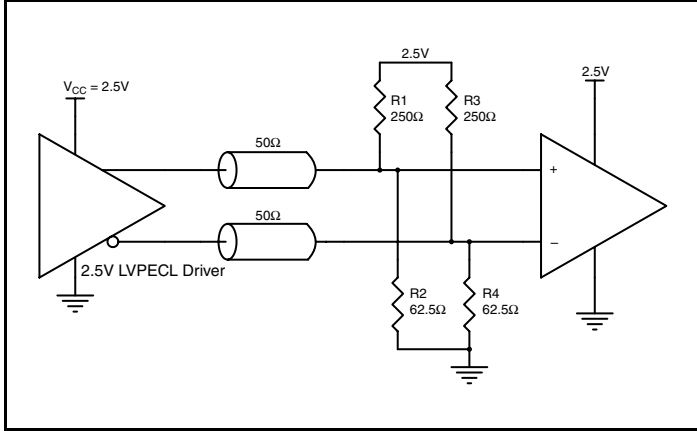 2.5V
V_CC = 2.5V
2.5V
R1
250Ω
R3
250Ω
50Ω
+
50Ω
–
2.5V LVPECL Driver
R2
62.5Ω
R4
62.5Ω